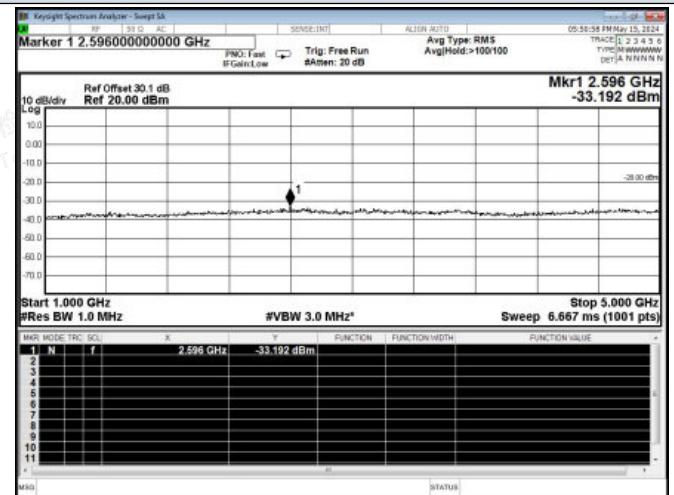 Keysight Spectrum Analyzer - Swept SA
RF 50 Ω AC SENSE:INT ALIGN AUTO 05:50:58 PM May 15, 2024
Marker 1 2.596000000000 GHz
PNO: Fast
IFGain:Low
Trig: Free Run
#Atten: 20 dB
Avg Type: RMS
Avg|Hold:>100/100
TRACE 1 2 3 4 5 6
TYPE M WWWWW
DET A N N N N N
Ref Offset 30.1 dB
Ref 20.00 dBm
10 dB/div
Log
Mkr1 2.596 GHz
-33.192 dBm
10.0
0.00
-10.0
-20.0
-30.0
-40.0
-50.0
-60.0
-70.0
1
-28.00 dBm
Start 1.000 GHz Stop 5.000 GHz
#Res BW 1.0 MHz #VBW 3.0 MHz* Sweep 6.667 ms (1001 pts)
MKR MODE TRC SCL X Y FUNCTION FUNCTION WIDTH FUNCTION VALUE
1 N f 2.596 GHz -33.192 dBm
2
3
4
5
6
7
8
9
10
11
MSG STATUS